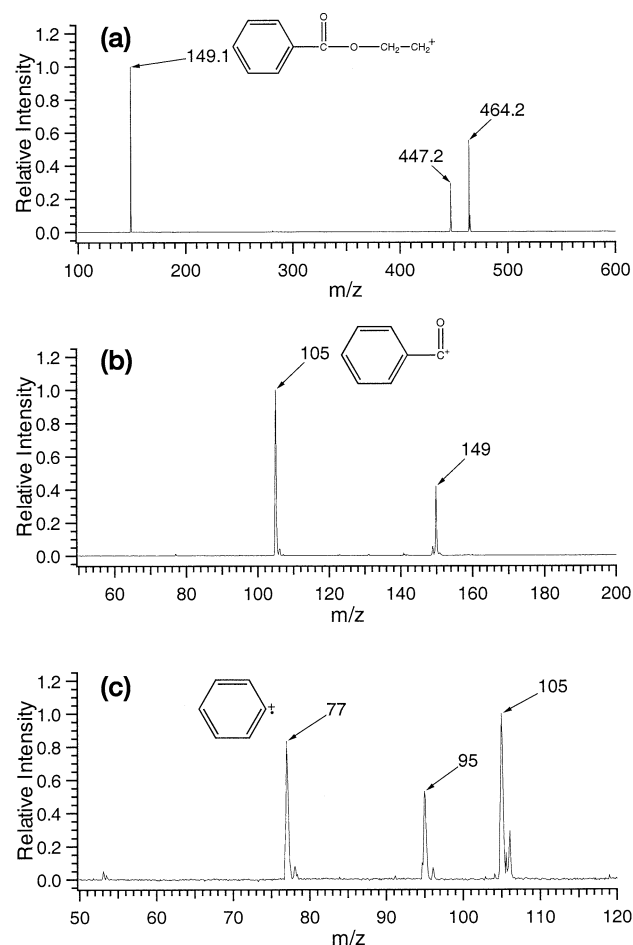 (a)
O
C—O—CH2—CH2+
149.1
464.2
447.2
Relative Intensity
1.2
1.0
0.8
0.6
0.4
0.2
0.0
100 200 300 400 500 600
m/z
(b)
O
C+
105
149
Relative Intensity
1.2
1.0
0.8
0.6
0.4
0.2
0.0
60 80 100 120 140 160 180 200
m/z
(c)
+•
77
95
105
Relative Intensity
1.2
1.0
0.8
0.6
0.4
0.2
0.0
50 60 70 80 90 100 110 120
m/z